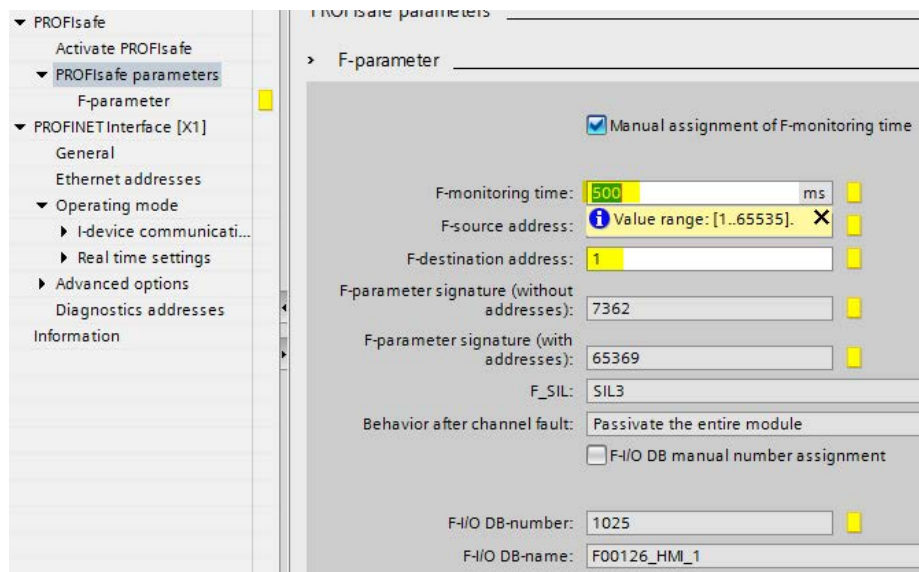 PROFIsafe
Activate PROFIsafe
PROFIsafe parameters
F-parameter
PROFINET Interface [X1]
General
Ethernet addresses
Operating mode
I-device communicati...
Real time settings
Advanced options
Diagnostics addresses
Information
PROFIsafe parameters
F-parameter
Manual assignment of F-monitoring time
F-monitoring time: 500 ms
F-source address: Value range: [1..65535].
F-destination address: 1
F-parameter signature (without
addresses): 7362
F-parameter signature (with
addresses): 65369
F_SIL: SIL3
Behavior after channel fault: Passivate the entire module
F-I/O DB manual number assignment
F-I/O DB-number: 1025
F-I/O DB-name: F00126_HMI_1